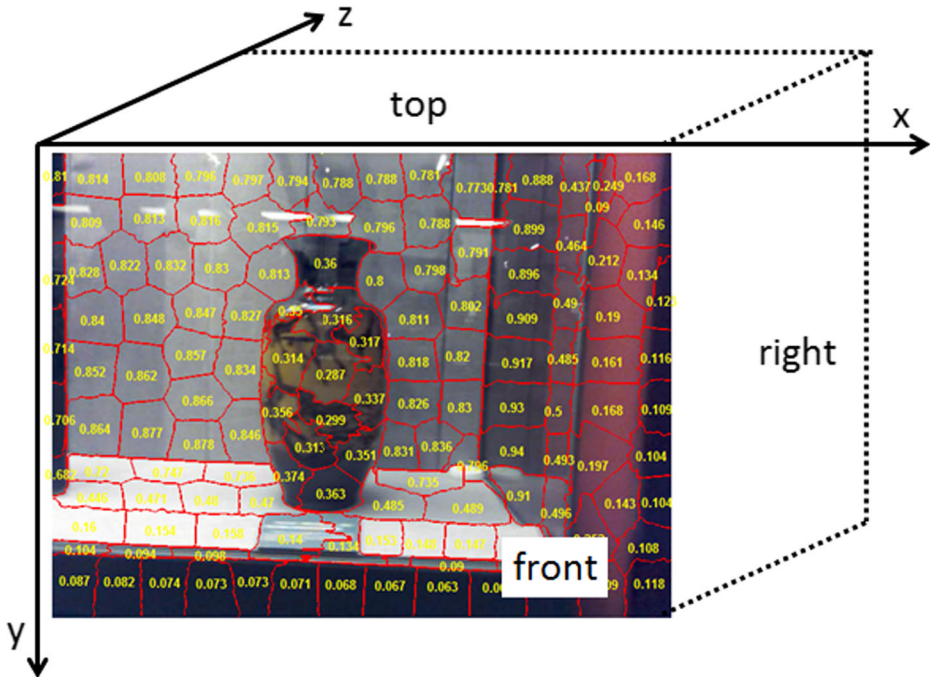 z
top
x
0.81 0.814 0.808 0.796 0.797 0.794 0.788 0.788 0.781 0.773 0.781 0.888 0.437 0.249 0.168
0.09
0.809 0.813 0.816 0.815 0.793 0.796 0.788 0.899 0.146
0.464
0.724 0.828 0.822 0.832 0.83 0.813 0.36 0.8 0.798 0.791 0.896 0.212 0.134
0.84 0.848 0.847 0.827 0.35 0.316 0.811 0.802 0.909 0.49 0.19 0.123
0.317
right
0.714 0.857 0.314 0.818 0.82 0.917 0.485 0.161 0.116
0.852 0.862 0.834 0.287
0.866 0.337 0.826 0.83 0.93 0.5 0.168 0.109
0.706 0.864 0.877 0.846 0.356 0.299
0.878 0.313 0.351 0.831 0.836 0.94 0.493 0.197 0.104
0.682 0.72 0.747 0.736 0.374 0.735 0.706
0.446 0.471 0.48 0.47 0.363 0.485 0.489 0.91 0.496 0.143 0.104
0.16 0.154 0.158 0.14 0.134 0.153 0.148 0.147
0.104 0.094 0.098 0.09 0.108
front
0.087 0.082 0.074 0.073 0.073 0.071 0.068 0.067 0.063 0.118
y